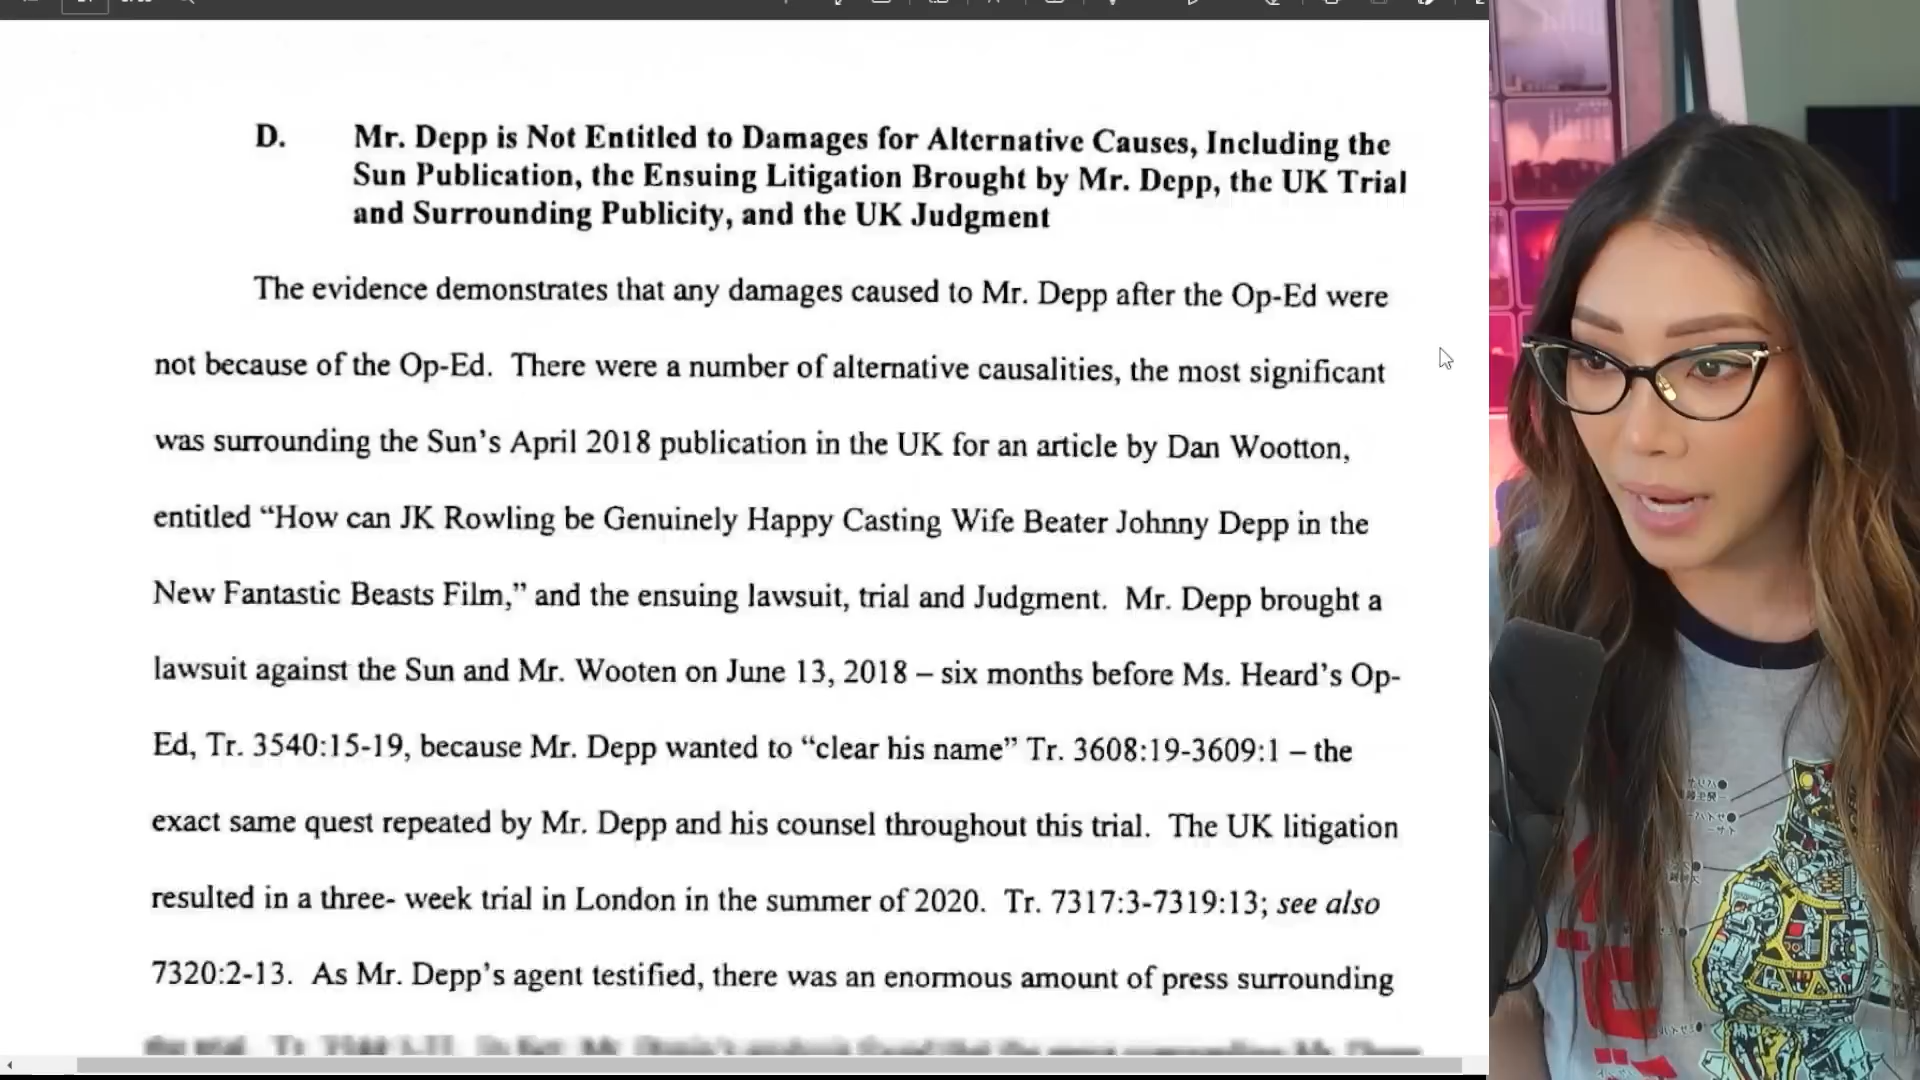 D. Mr. Depp is Not Entitled to Damages for Alternative Causes, Including the
Sun Publication, the Ensuing Litigation Brought by Mr. Depp, the UK Trial
and Surrounding Publicity, and the UK Judgment
The evidence demonstrates that any damages caused to Mr. Depp after the Op-Ed were
not because of the Op-Ed. There were a number of alternative causalities, the most significant
was surrounding the Sun's April 2018 publication in the UK for an article by Dan Wootton,
entitled “How can JK Rowling be Genuinely Happy Casting Wife Beater Johnny Depp in the
New Fantastic Beasts Film,” and the ensuing lawsuit, trial and Judgment. Mr. Depp brought a
lawsuit against the Sun and Mr. Wooten on June 13, 2018 – six months before Ms. Heard's Op-
Ed, Tr. 3540:15-19, because Mr. Depp wanted to “clear his name” Tr. 3608:19-3609:1 – the
exact same quest repeated by Mr. Depp and his counsel throughout this trial. The UK litigation
resulted in a three- week trial in London in the summer of 2020. Tr. 7317:3-7319:13; see also
7320:2-13. As Mr. Depp's agent testified, there was an enormous amount of press surrounding